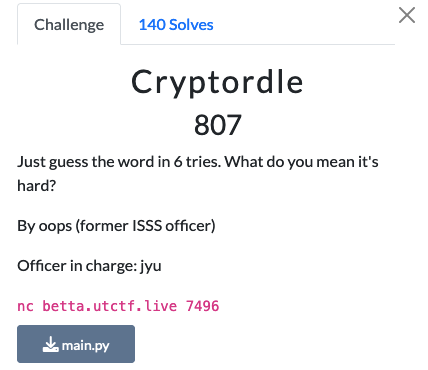 Challenge
140 Solves
Cryptordle
807
Just guess the word in 6 tries. What do you mean it's
hard?
By oops (former ISSS officer)
Officer in charge: jyu
nc betta.utctf.live 7496
main.py